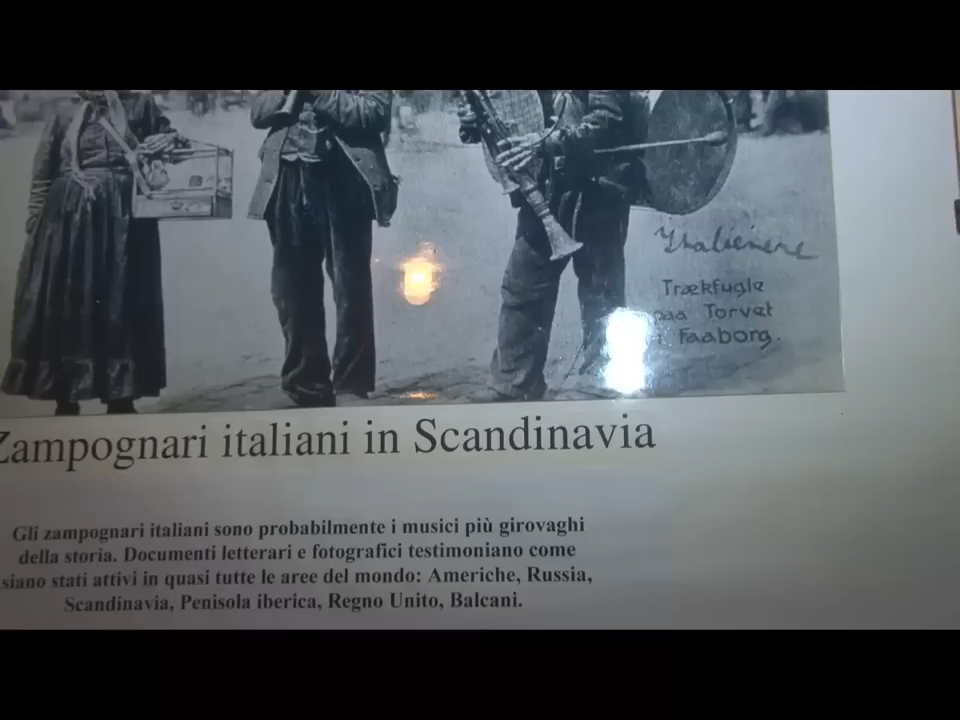 Italienere
Trækfugle
paa Torvet
i Faaborg.
Zampognari italiani in Scandinavia
Gli zampognari italiani sono probabilmente i musici più girovaghi
della storia. Documenti letterari e fotografici testimoniano come
siano stati attivi in quasi tutte le aree del mondo: Americhe, Russia,
Scandinavia, Penisola iberica, Regno Unito, Balcani.